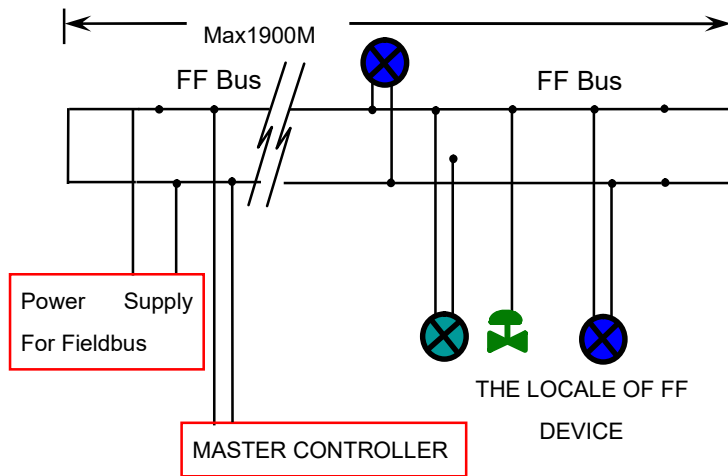 Max1900M
FF Bus
FF Bus
Power Supply
For Fieldbus
THE LOCALE OF FF
DEVICE
MASTER CONTROLLER